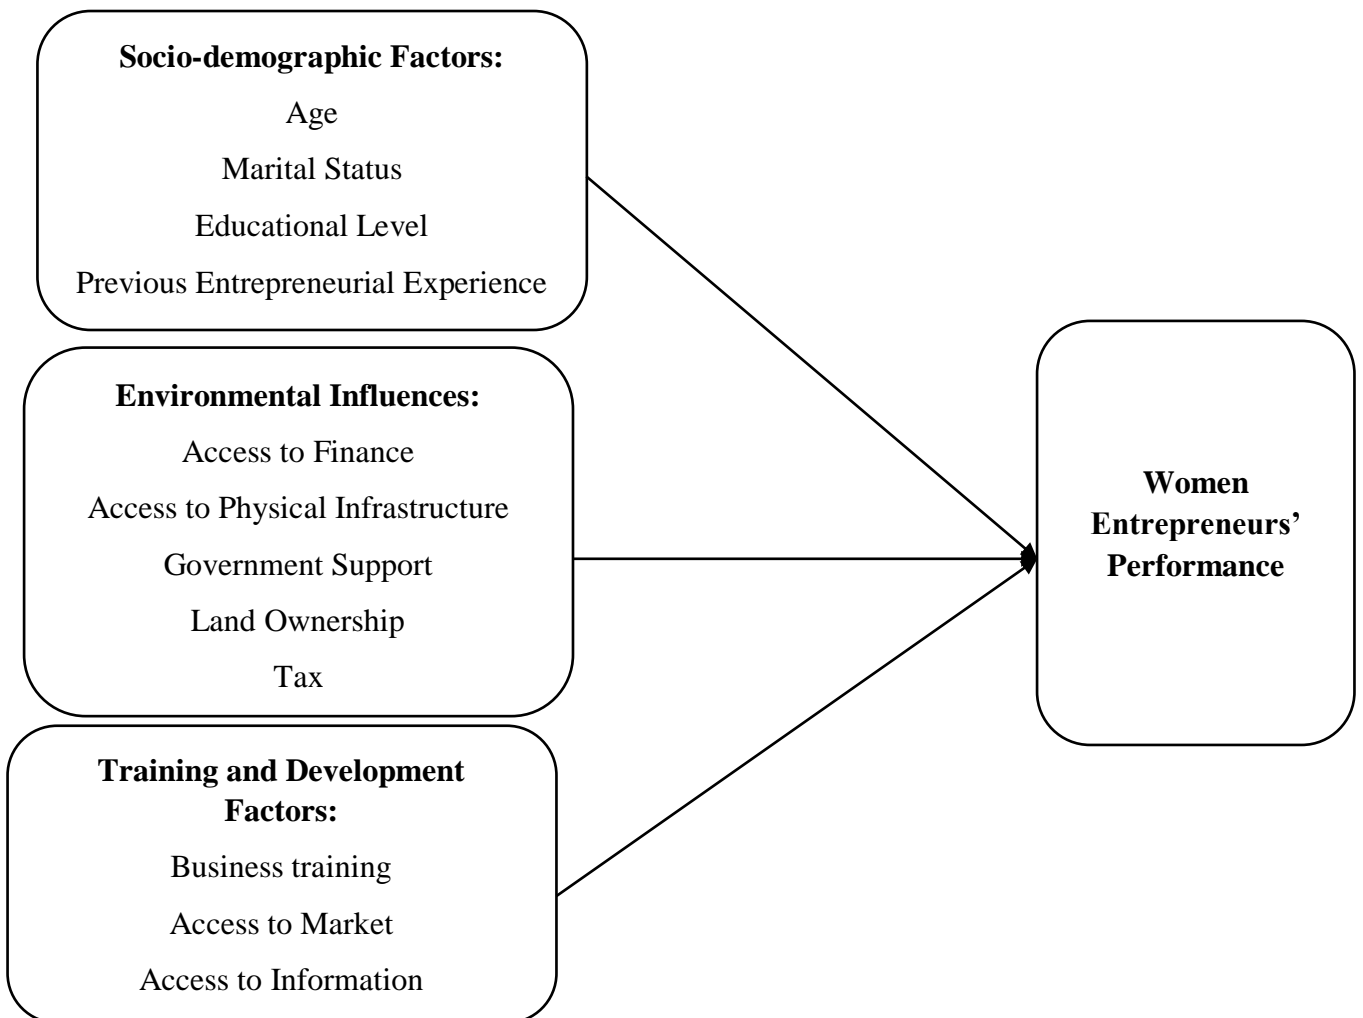 Socio-demographic Factors:
Age
Marital Status
Educational Level
Previous Entrepreneurial Experience
Environmental Influences:
Access to Finance
Access to Physical Infrastructure
Government Support
Land Ownership
Tax
Training and Development
Factors:
Business training
Access to Market
Access to Information
Women
Entrepreneurs’
Performance